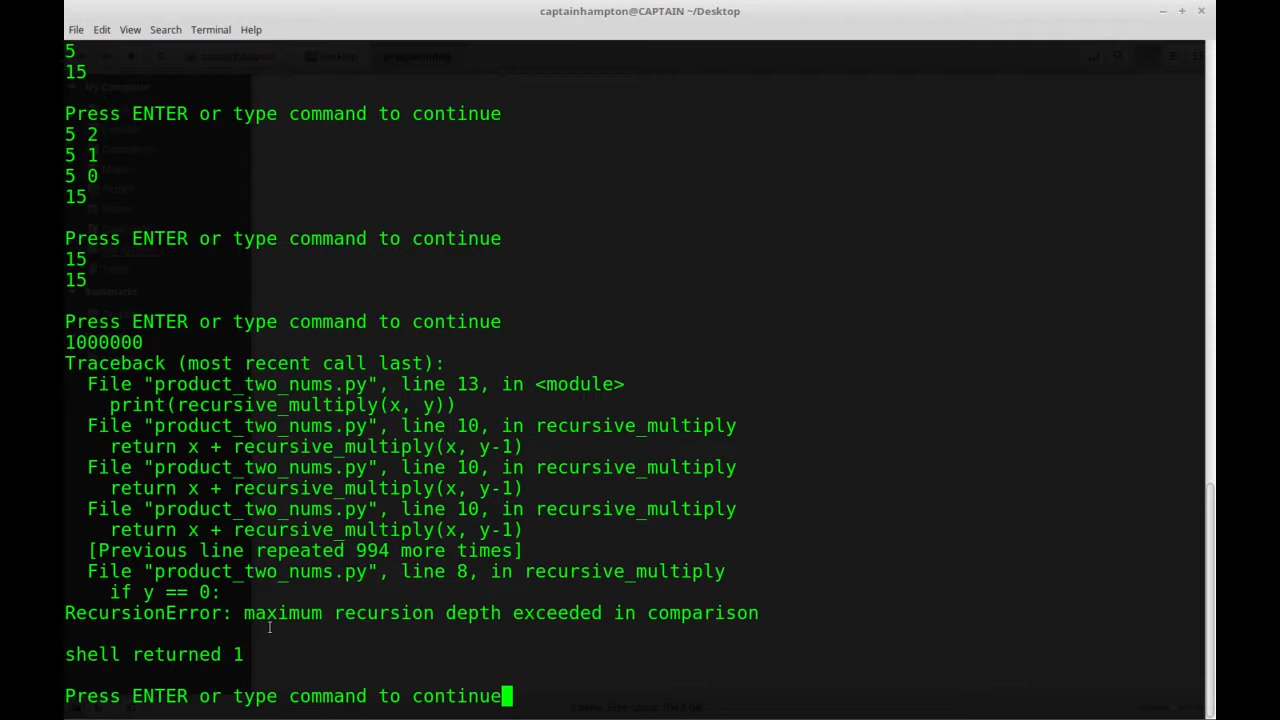 captainhampton@CAPTAIN ~/Desktop
File Edit View Search Terminal Help
5
15
Press ENTER or type command to continue
5 2
5 1
5 0
15
Press ENTER or type command to continue
15
15
Press ENTER or type command to continue
1000000
Traceback (most recent call last):
  File "product_two_nums.py", line 13, in <module>
    print(recursive_multiply(x, y))
  File "product_two_nums.py", line 10, in recursive_multiply
    return x + recursive_multiply(x, y-1)
  File "product_two_nums.py", line 10, in recursive_multiply
    return x + recursive_multiply(x, y-1)
  File "product_two_nums.py", line 10, in recursive_multiply
    return x + recursive_multiply(x, y-1)
  [Previous line repeated 994 more times]
  File "product_two_nums.py", line 8, in recursive_multiply
    if y == 0:
RecursionError: maximum recursion depth exceeded in comparison
shell returned 1
Press ENTER or type command to continue
My Computer
Desktop
programming
Bookmarks